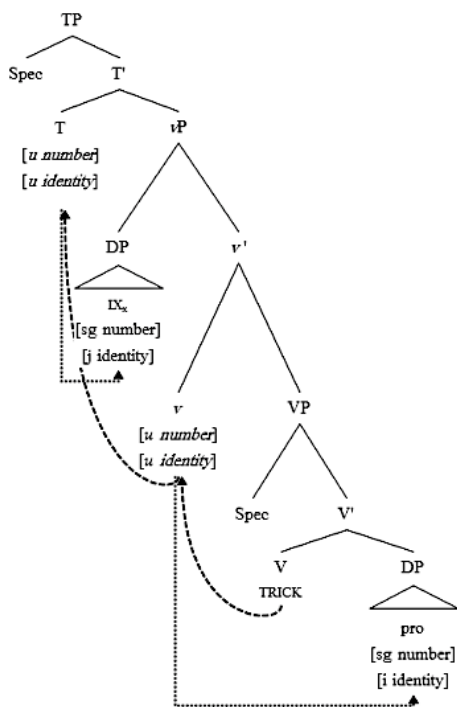 TP
Spec T'
T vP
[u number]
[u identity]
DP v'
IXx
[sg number]
[j identity]
v VP
[u number]
[u identity]
Spec V'
V DP
TRICK
pro
[sg number]
[i identity]